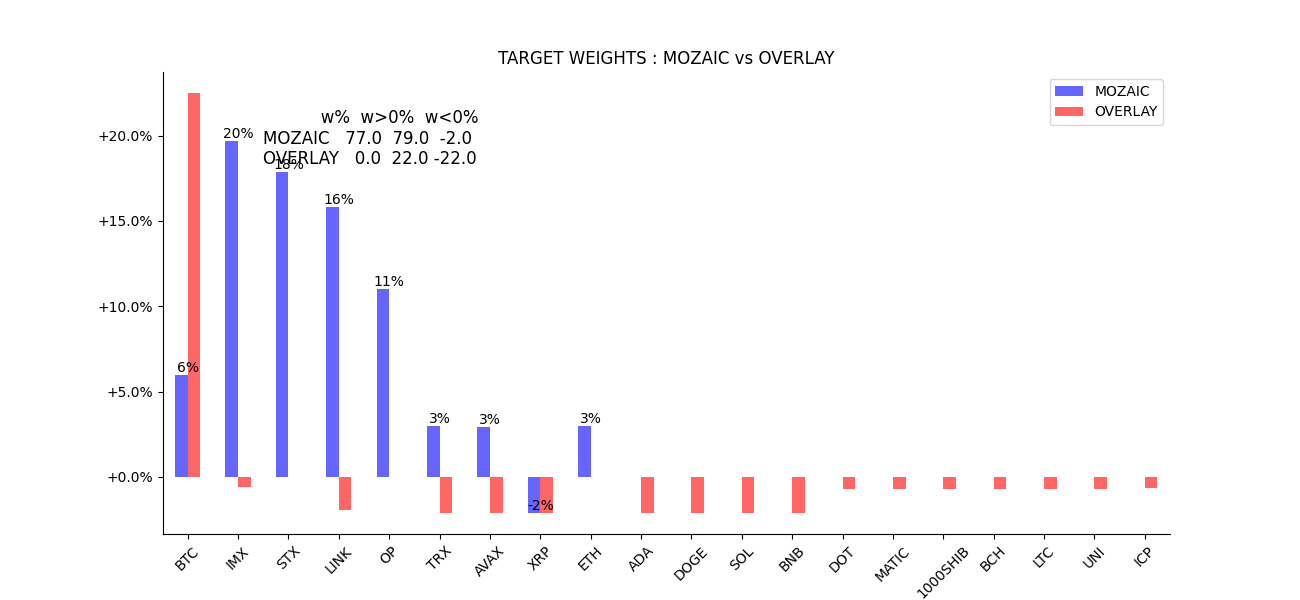 TARGET WEIGHTS : MOZAIC vs OVERLAY
MOZAIC
OVERLAY
w% w>0% w<0%
MOZAIC 77.0 79.0 -2.0
OVERLAY 0.0 22.0 -22.0
+20.0%
+15.0%
+10.0%
+5.0%
+0.0%
6%
20%
18%
16%
11%
3%
3%
-2%
3%
BTC
IMX
STX
LINK
OP
TRX
AVAX
XRP
ETH
ADA
DOGE
SOL
BNB
DOT
MATIC
1000SHIB
BCH
LTC
UNI
ICP